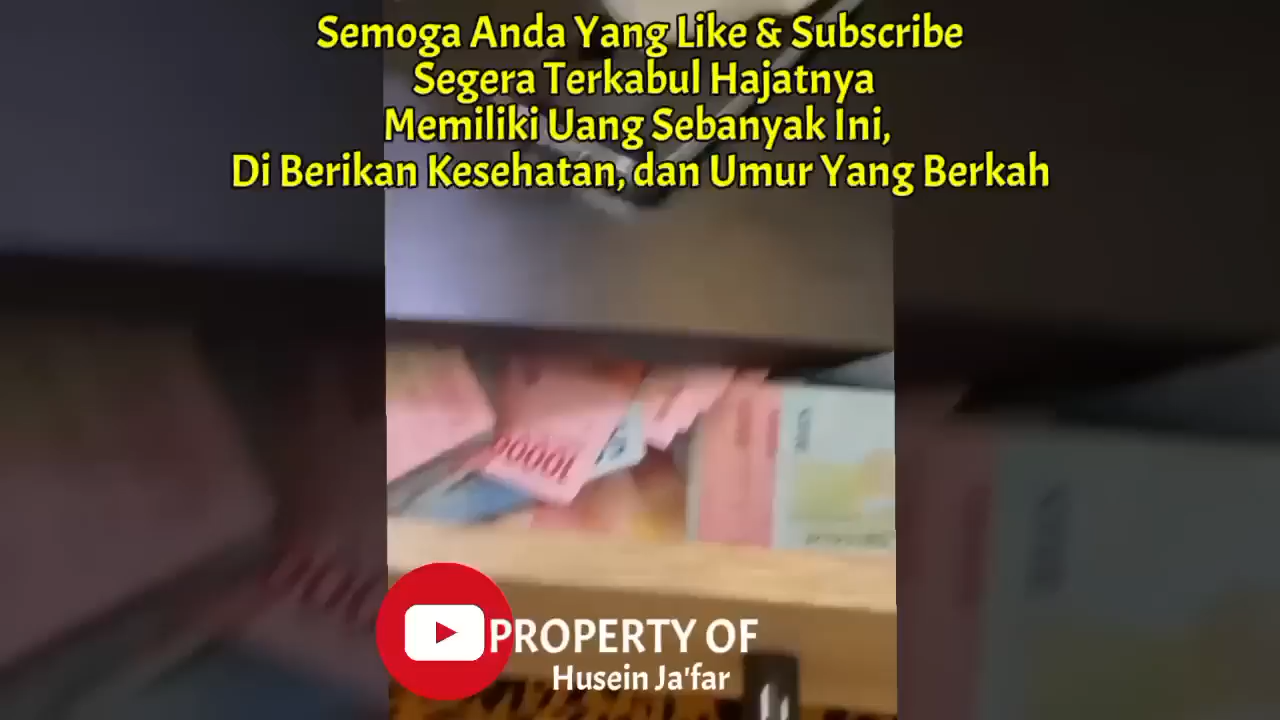 Semoga Anda Yang Like & Subscribe
Segera Terkabul Hajatnya
Memiliki Uang Sebanyak Ini,
Di Berikan Kesehatan, dan Umur Yang Berkah
PROPERTY OF
Husein Ja'far